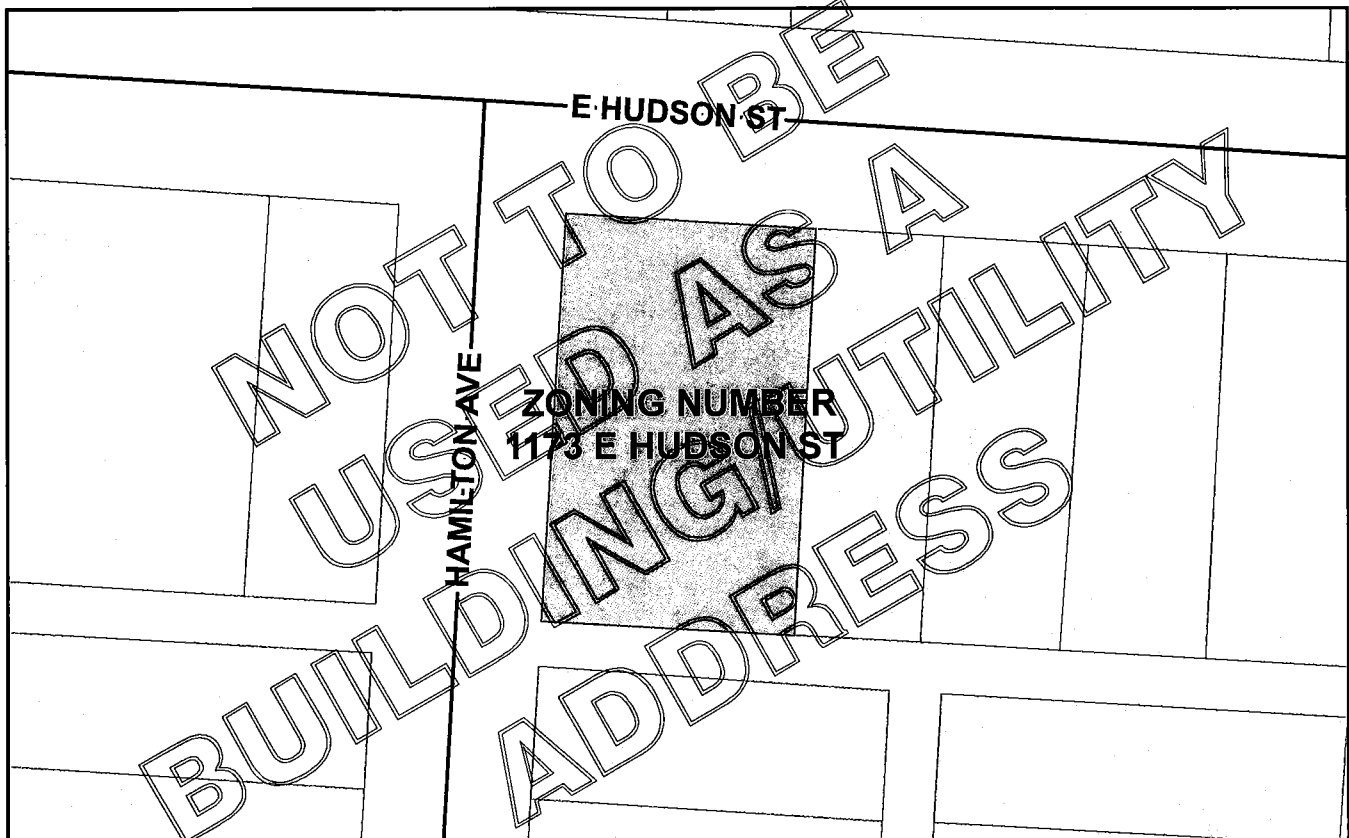 E HUDSON ST
HAMILTON AVE
ZONING NUMBER
1173 E HUDSON ST
NOT TO BE
USED AS A
BUILDING/UTILITY
ADDRESS